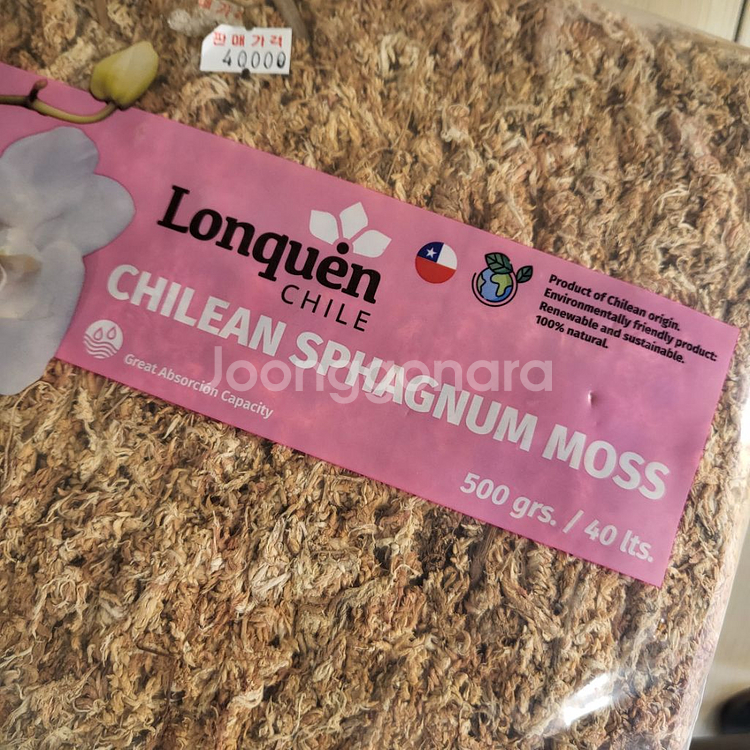 판매가격
40000
Lonquén
CHILE
Product of Chilean origin.
Environmentally friendly product:
Renewable and sustainable.
100% natural.
CHILEAN SPHAGNUM MOSS
Great Absorción Capacity
500 grs. / 40 lts.
Joonggonara